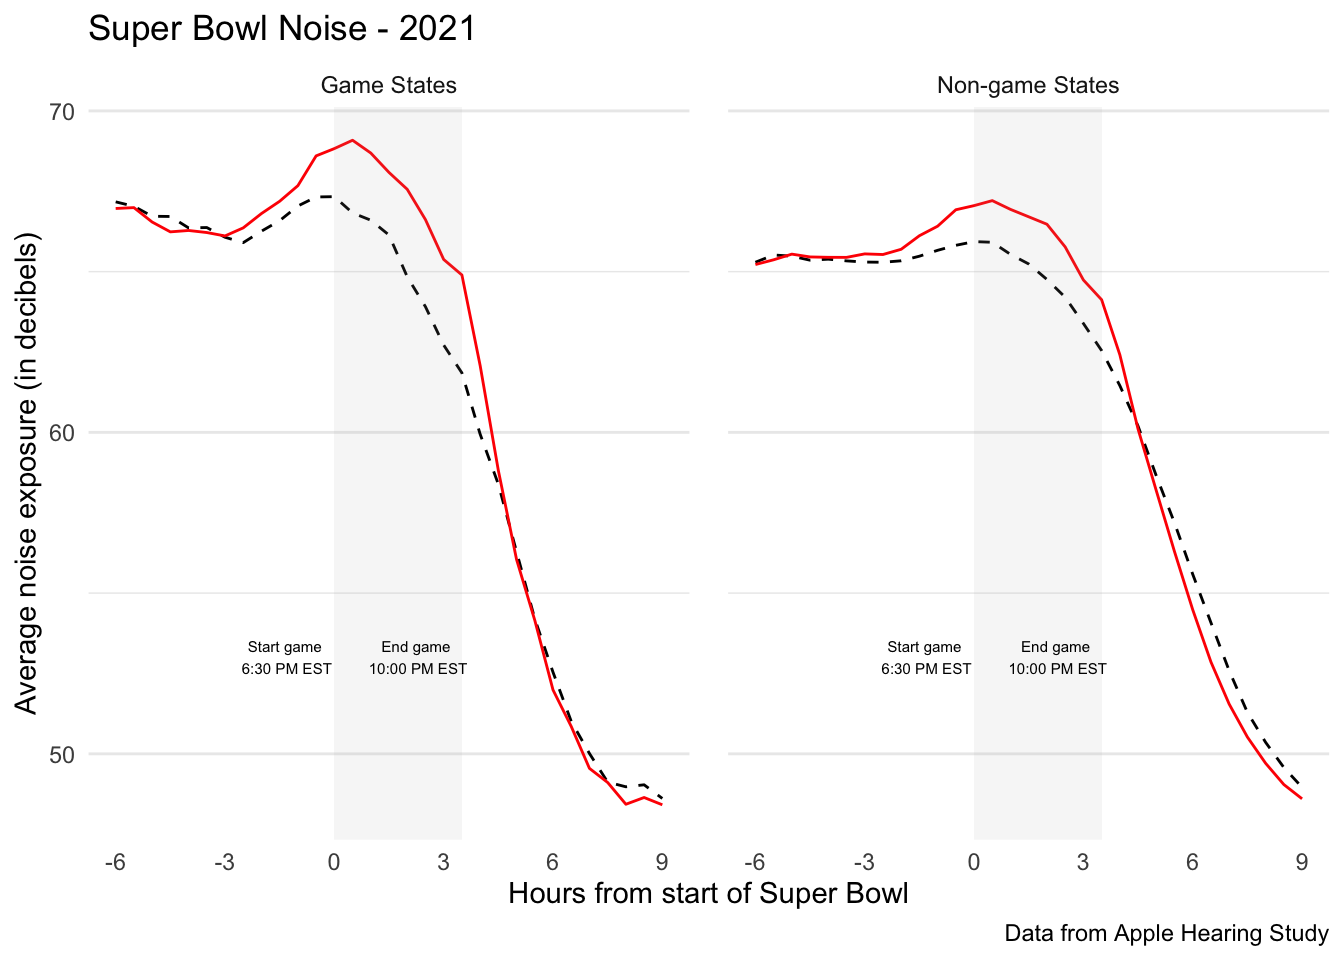 Super Bowl Noise - 2021
Game States
Non-game States
Average noise exposure (in decibels)
70
60
50
Start game
6:30 PM EST
End game
10:00 PM EST
Start game
6:30 PM EST
End game
10:00 PM EST
-6 -3 0 3 6 9
-6 -3 0 3 6 9
Hours from start of Super Bowl
Data from Apple Hearing Study